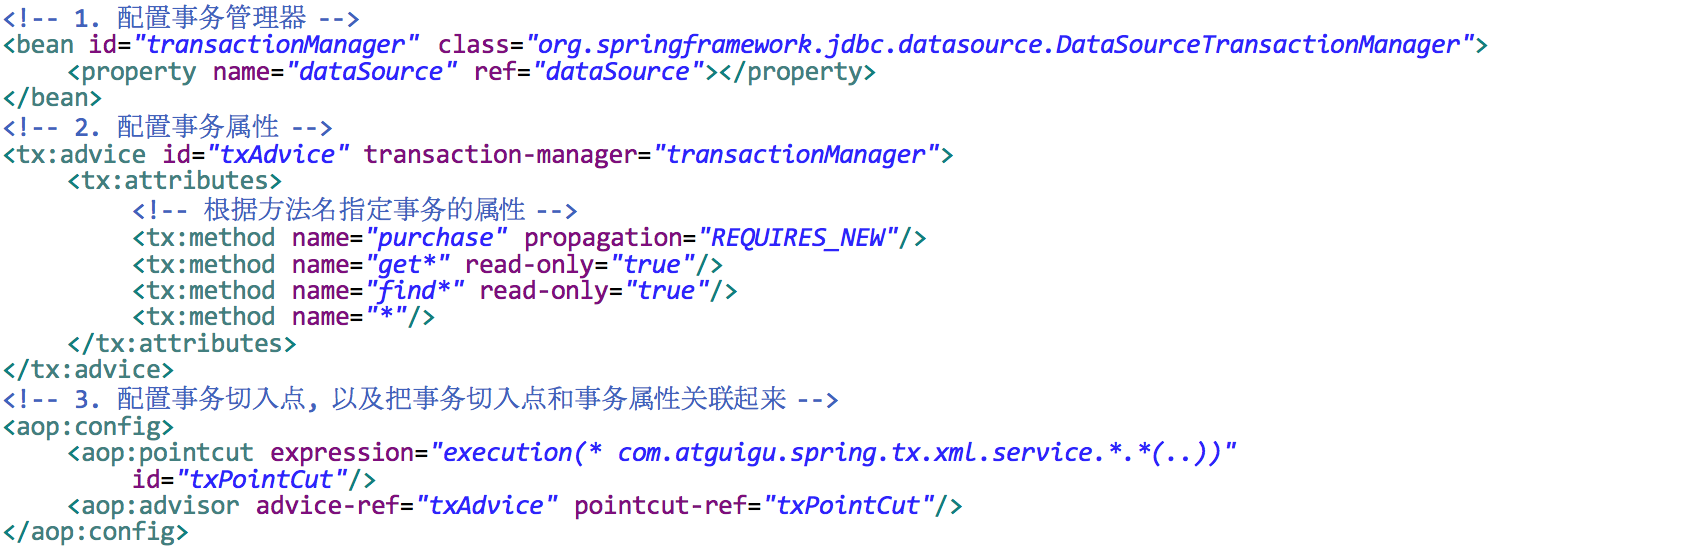 <!-- 1. 配置事务管理器 -->
<bean id="transactionManager" class="org.springframework.jdbc.datasource.DataSourceTransactionManager">
    <property name="dataSource" ref="dataSource"></property>
</bean>
<!-- 2. 配置事务属性 -->
<tx:advice id="txAdvice" transaction-manager="transactionManager">
    <tx:attributes>
        <!-- 根据方法名指定事务的属性 -->
        <tx:method name="purchase" propagation="REQUIRES_NEW"/>
        <tx:method name="get*" read-only="true"/>
        <tx:method name="find*" read-only="true"/>
        <tx:method name="*"/>
    </tx:attributes>
</tx:advice>
<!-- 3. 配置事务切入点, 以及把事务切入点和事务属性关联起来 -->
<aop:config>
    <aop:pointcut expression="execution(* com.atguigu.spring.tx.xml.service.*.*(..))"
        id="txPointCut"/>
    <aop:advisor advice-ref="txAdvice" pointcut-ref="txPointCut"/>
</aop:config>